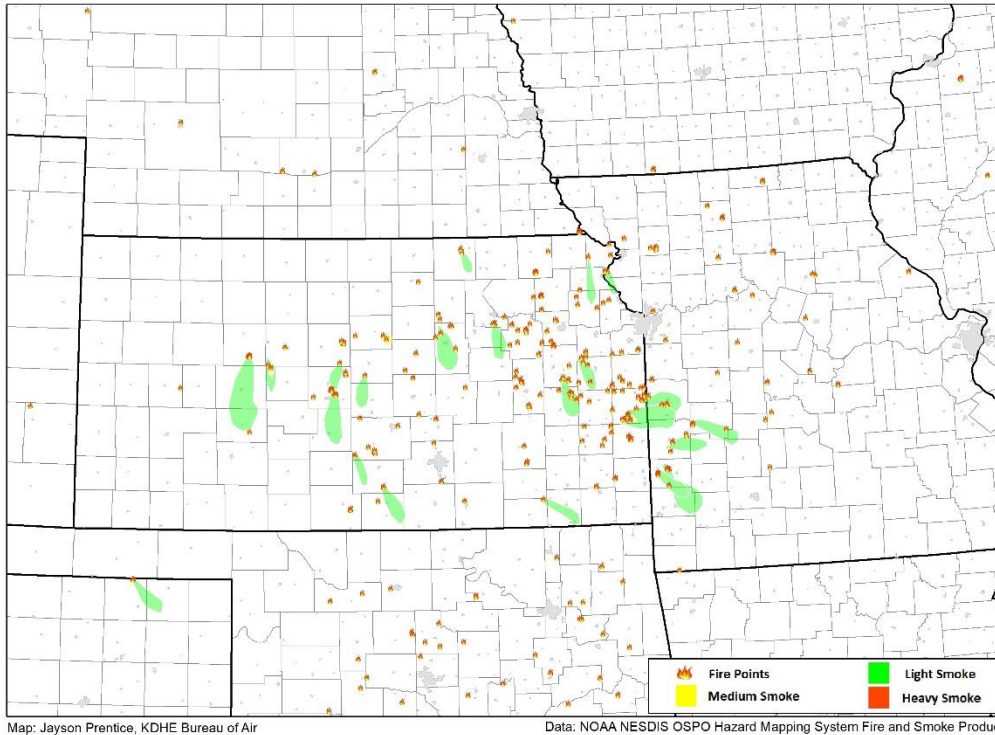 Fire Points
Light Smoke
Medium Smoke
Heavy Smoke
Map: Jayson Prentice, KDHE Bureau of Air
Data: NOAA NESDIS OSPO Hazard Mapping System Fire and Smoke Produ